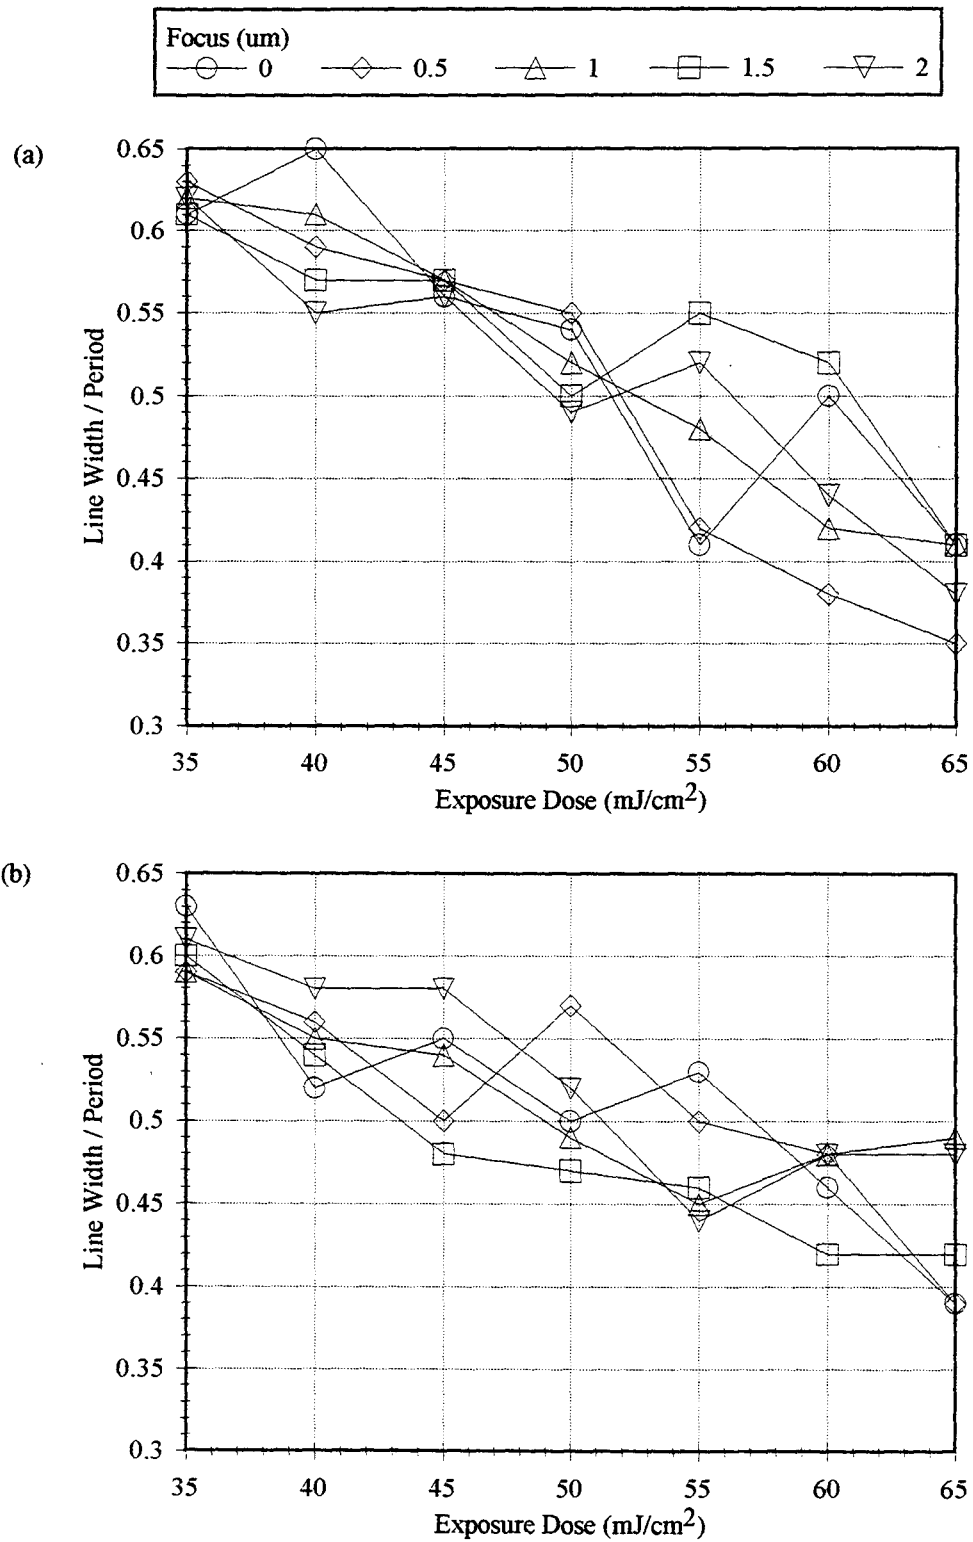 Focus (um)
0 0.5 1 1.5 2
(a)
0.65
0.6
0.55
0.5
0.45
0.4
0.35
0.3
Line Width / Period
35 40 45 50 55 60 65
Exposure Dose (mJ/cm2)
(b)
0.65
0.6
0.55
0.5
0.45
0.4
0.35
0.3
Line Width / Period
35 40 45 50 55 60 65
Exposure Dose (mJ/cm2)